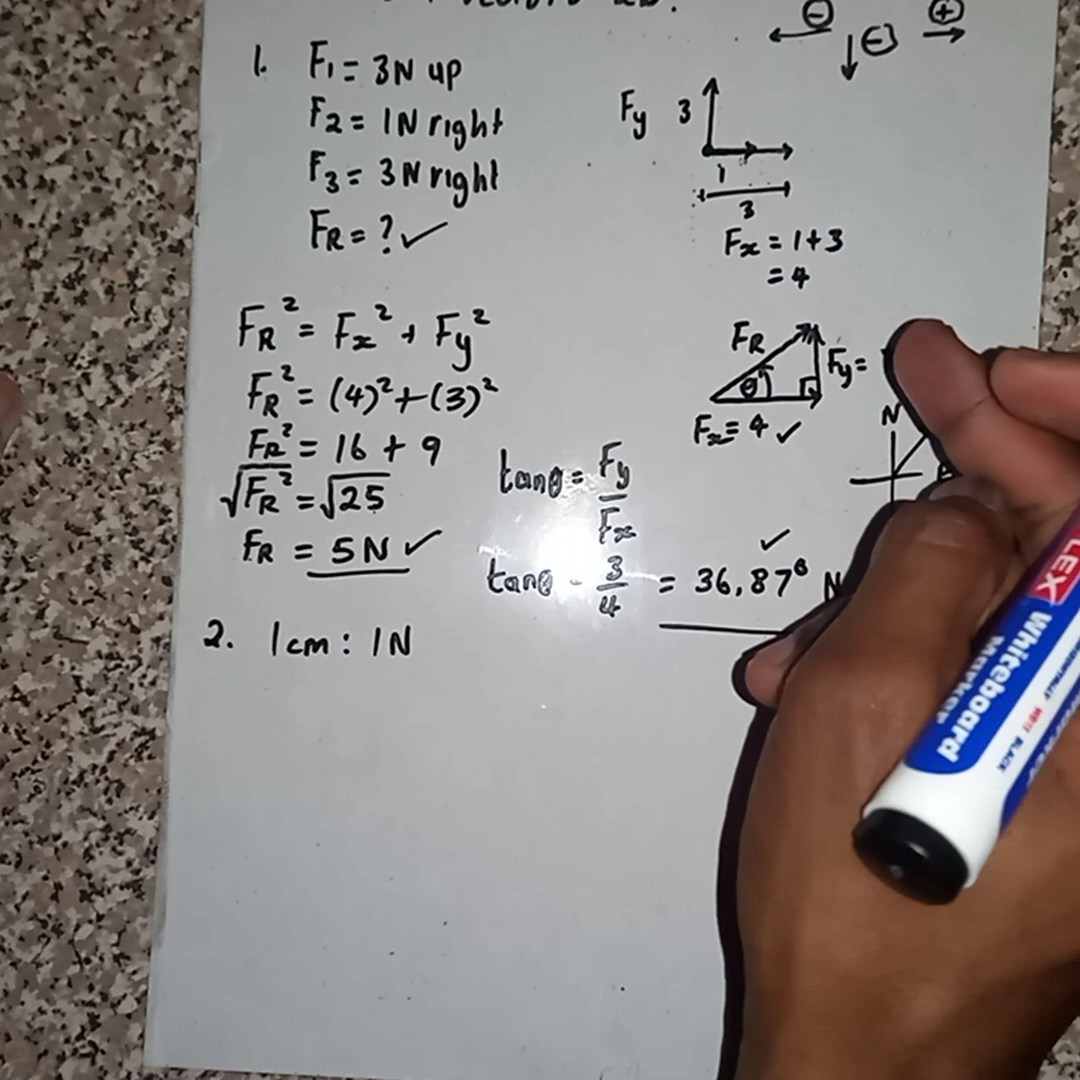 1. F₁ = 3N up
F₂ = 1N right
F₃ = 3N right
F_R = ? ✓
⊖ ⊖ ⊕
Fy 3
1
3
Fx = 1+3
= 4
F_R² = Fx² + Fy²
F_R² = (4)² + (3)²
F_R² = 16 + 9
√F_R² = √25
F_R = 5N ✓
F_R
θ
Fy =
Fx = 4 ✓
N
tanθ = Fy/Fx
tanθ = 3/4 = 36,87° N
✓
2. 1cm : 1N
Whiteboard
Marker
BLACK